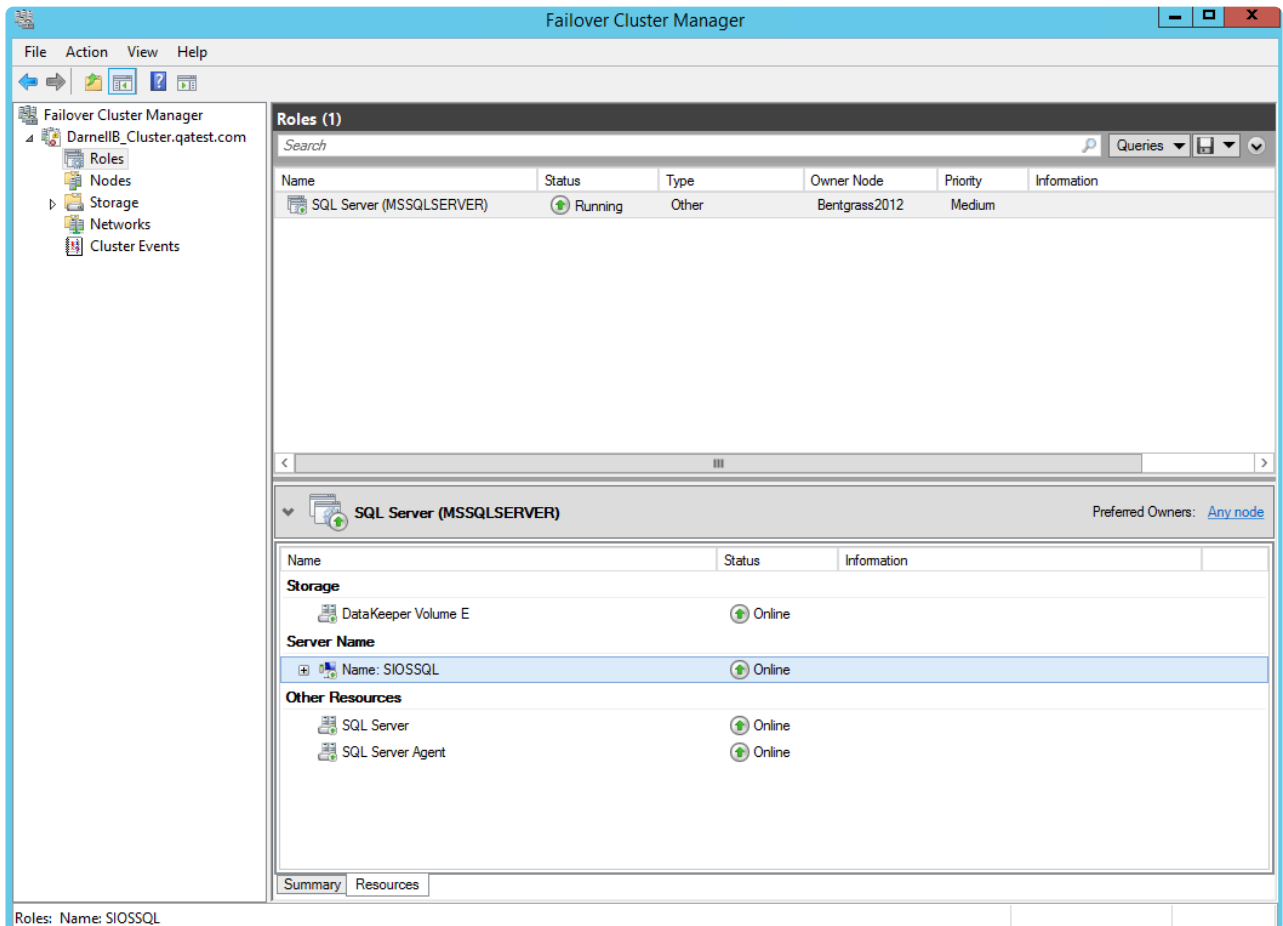 Failover Cluster Manager
File Action View Help
Failover Cluster Manager
DarnellB_Cluster.qatest.com
Roles
Nodes
Storage
Networks
Cluster Events
Roles (1)
Search
Queries
Name Status Type Owner Node Priority Information
SQL Server (MSSQLSERVER) Running Other Bentgrass2012 Medium
SQL Server (MSSQLSERVER) Preferred Owners: Any node
Name Status Information
Storage
DataKeeper Volume E Online
Server Name
Name: SIOSSQL Online
Other Resources
SQL Server Online
SQL Server Agent Online
Summary Resources
Roles: Name: SIOSSQL